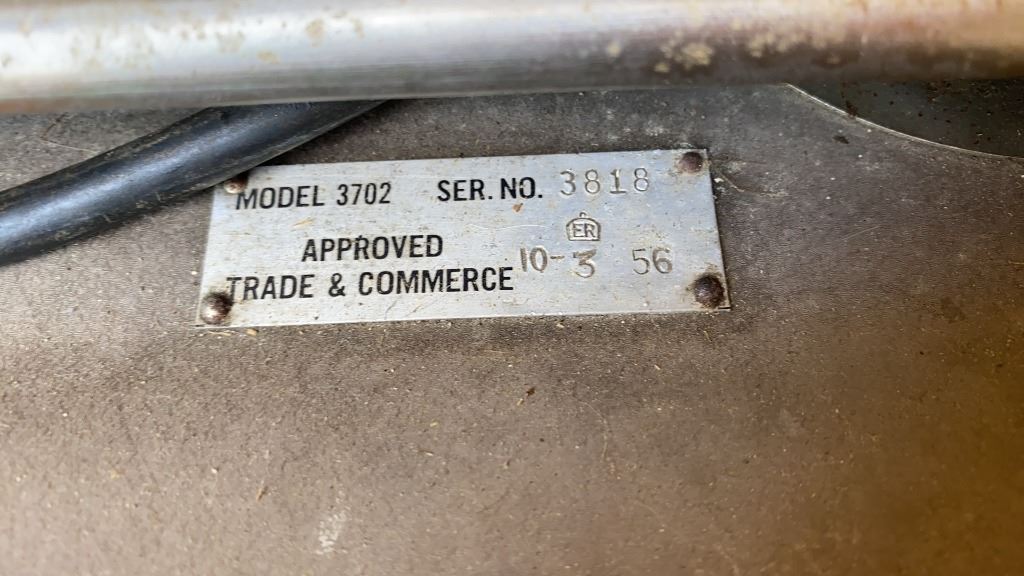 MODEL 3702 SER. NO. 3818
ER
APPROVED
10-3 56
TRADE & COMMERCE